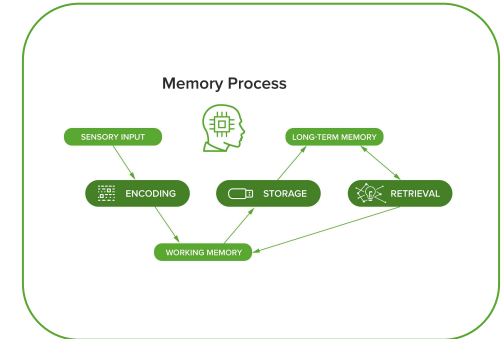 Memory Process
SENSORY INPUT
LONG-TERM MEMORY
ENCODING
STORAGE
RETRIEVAL
WORKING MEMORY